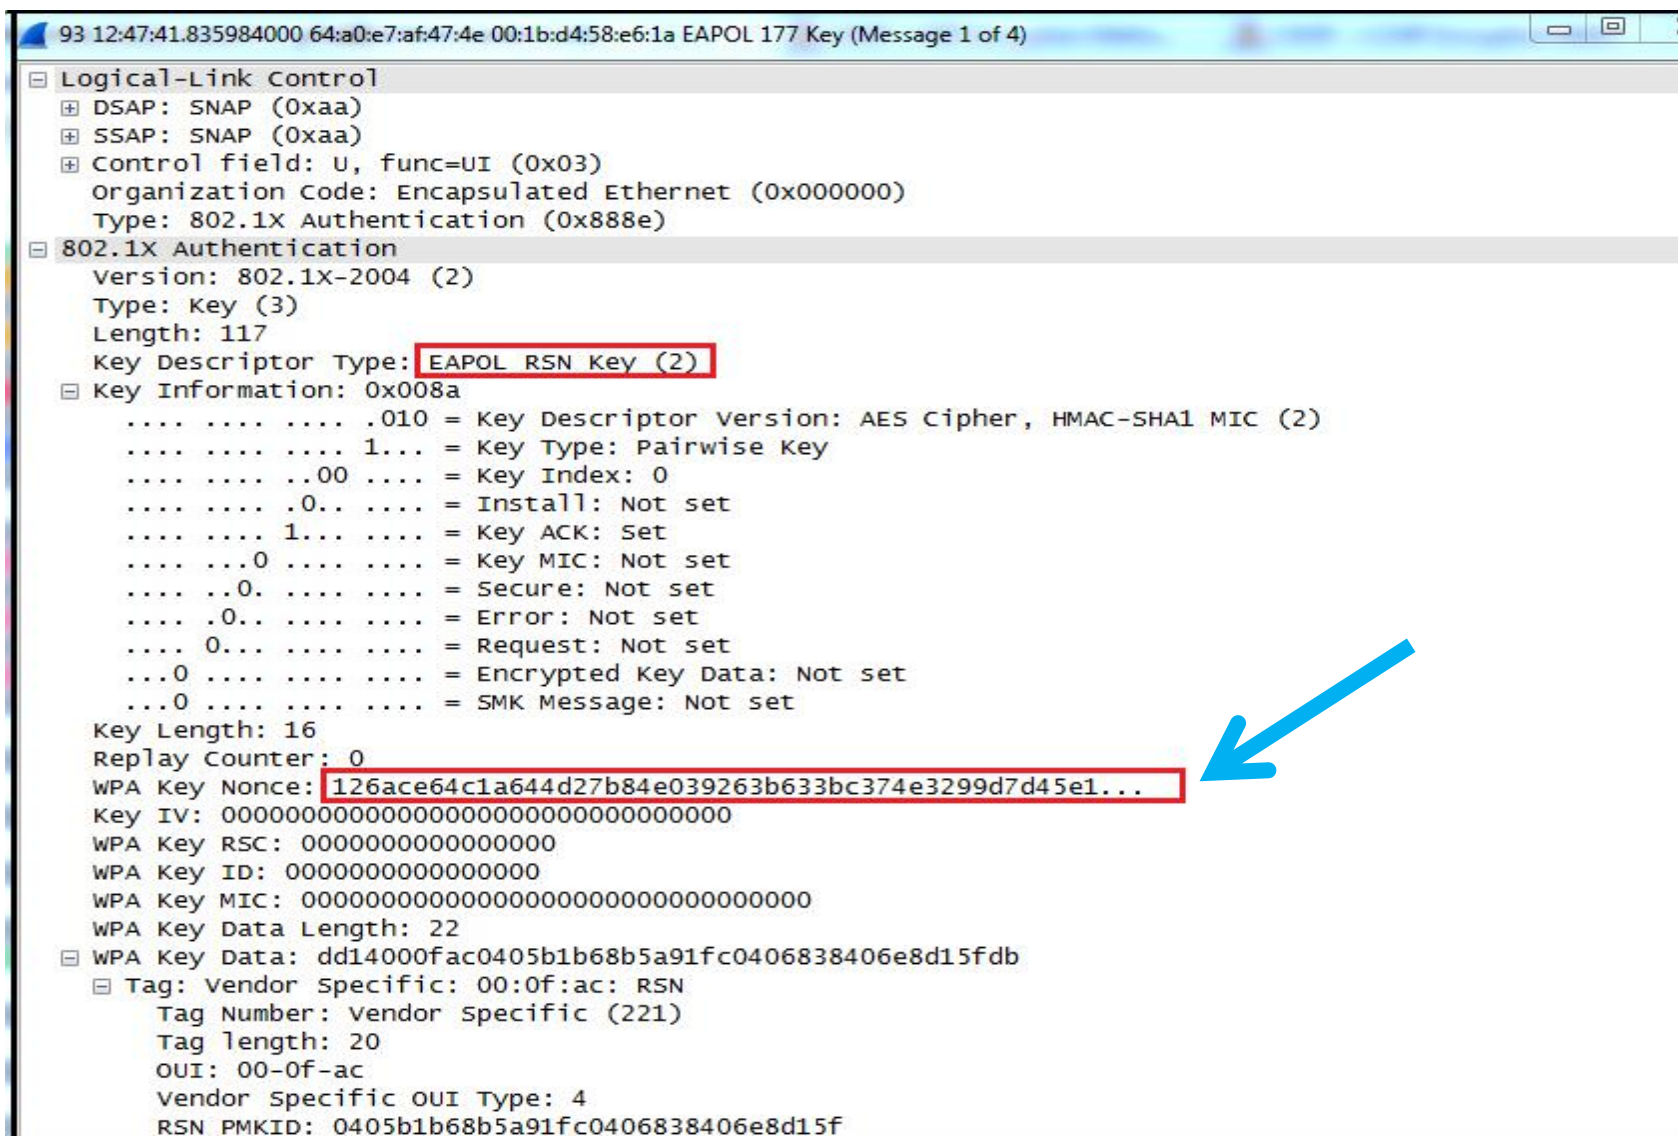 93 12:47:41.835984000 64:a0:e7:af:47:4e 00:1b:d4:58:e6:1a EAPOL 177 Key (Message 1 of 4)
Logical-Link Control
DSAP: SNAP (0xaa)
SSAP: SNAP (0xaa)
Control field: U, func=UI (0x03)
Organization Code: Encapsulated Ethernet (0x000000)
Type: 802.1X Authentication (0x888e)
802.1X Authentication
Version: 802.1X-2004 (2)
Type: Key (3)
Length: 117
Key Descriptor Type: EAPOL RSN Key (2)
Key Information: 0x008a
.... .... .... .010 = Key Descriptor Version: AES Cipher, HMAC-SHA1 MIC (2)
.... .... .... 1... = Key Type: Pairwise Key
.... .... ..00 .... = Key Index: 0
.... .... .0.. .... = Install: Not set
.... .... 1... .... = Key ACK: Set
.... ...0 .... .... = Key MIC: Not set
.... ..0. .... .... = Secure: Not set
.... .0.. .... .... = Error: Not set
.... 0... .... .... = Request: Not set
...0 .... .... .... = Encrypted Key Data: Not set
...0 .... .... .... = SMK Message: Not set
Key Length: 16
Replay Counter: 0
WPA Key Nonce: 126ace64c1a644d27b84e039263b633bc374e3299d7d45e1...
Key IV: 00000000000000000000000000000000
WPA Key RSC: 0000000000000000
WPA Key ID: 0000000000000000
WPA Key MIC: 00000000000000000000000000000000
WPA Key Data Length: 22
WPA Key Data: dd14000fac0405b1b68b5a91fc0406838406e8d15fdb
Tag: Vendor Specific: 00:0f:ac: RSN
Tag Number: Vendor Specific (221)
Tag length: 20
OUI: 00-0f-ac
Vendor Specific OUI Type: 4
RSN PMKID: 0405b1b68b5a91fc0406838406e8d15f